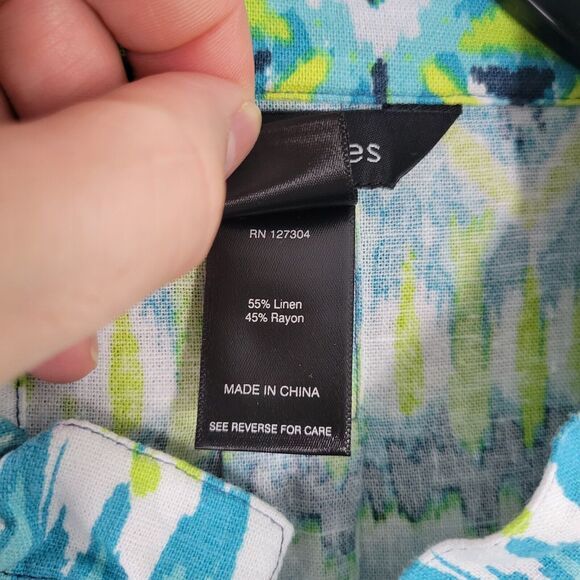 es
RN 127304
55% Linen
45% Rayon
MADE IN CHINA
SEE REVERSE FOR CARE